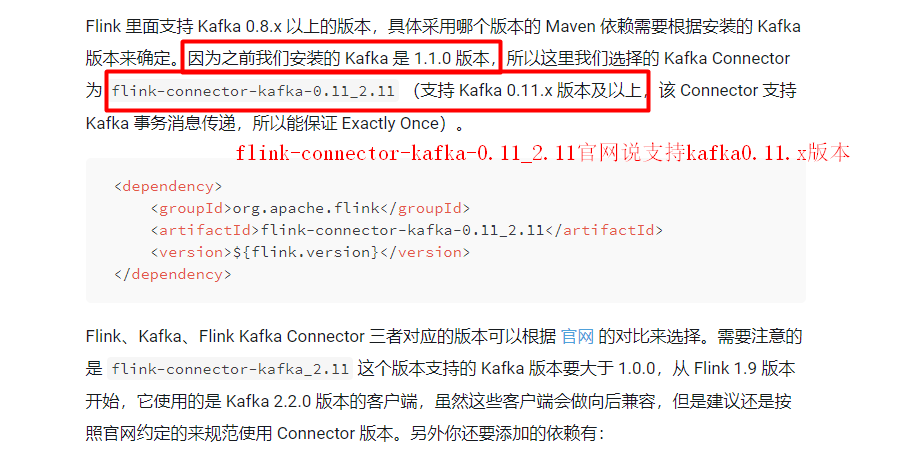 Flink 里面支持 Kafka 0.8.x 以上的版本，具体采用哪个版本的 Maven 依赖需要根据安装的 Kafka
版本来确定。因为之前我们安装的 Kafka 是 1.1.0 版本，所以这里我们选择的 Kafka Connector
为 flink-connector-kafka-0.11_2.11 （支持 Kafka 0.11.x 版本及以上，该 Connector 支持
Kafka 事务消息传递，所以能保证 Exactly Once）。
flink-connector-kafka-0.11_2.11官网说支持kafka0.11.x版本
<dependency>
    <groupId>org.apache.flink</groupId>
    <artifactId>flink-connector-kafka-0.11_2.11</artifactId>
    <version>${flink.version}</version>
</dependency>
Flink、Kafka、Flink Kafka Connector 三者对应的版本可以根据 官网 的对比来选择。需要注意的
是 flink-connector-kafka_2.11 这个版本支持的 Kafka 版本要大于 1.0.0，从 Flink 1.9 版本
开始，它使用的是 Kafka 2.2.0 版本的客户端，虽然这些客户端会做向后兼容，但是建议还是按
照官网约定的来规范使用 Connector 版本。另外你还要添加的依赖有：